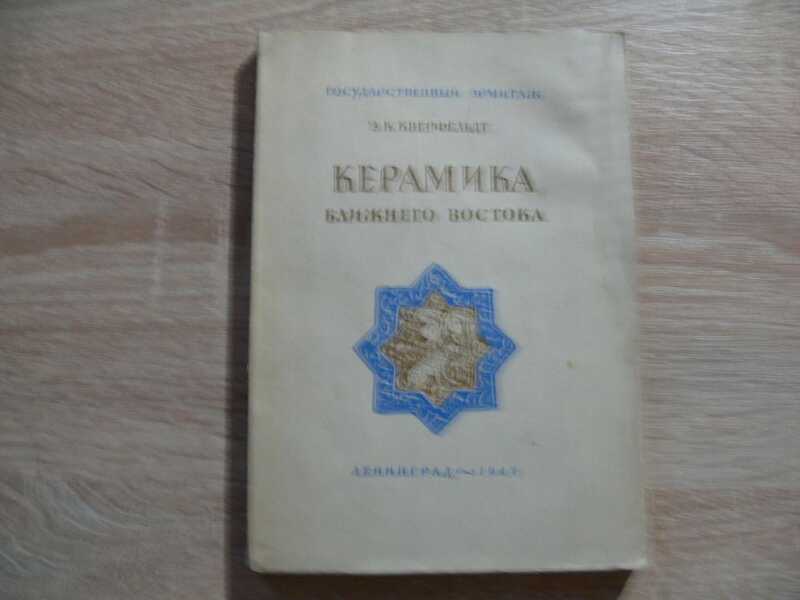 ГОСУДАРСТВЕННЫЙ ЭРМИТАЖ
Э.К. КВЕРФЕЛЬДТ
КЕРАМИКА
БЛИЖНЕГО ВОСТОКА
ЛЕНИНГРАД ~ 1947